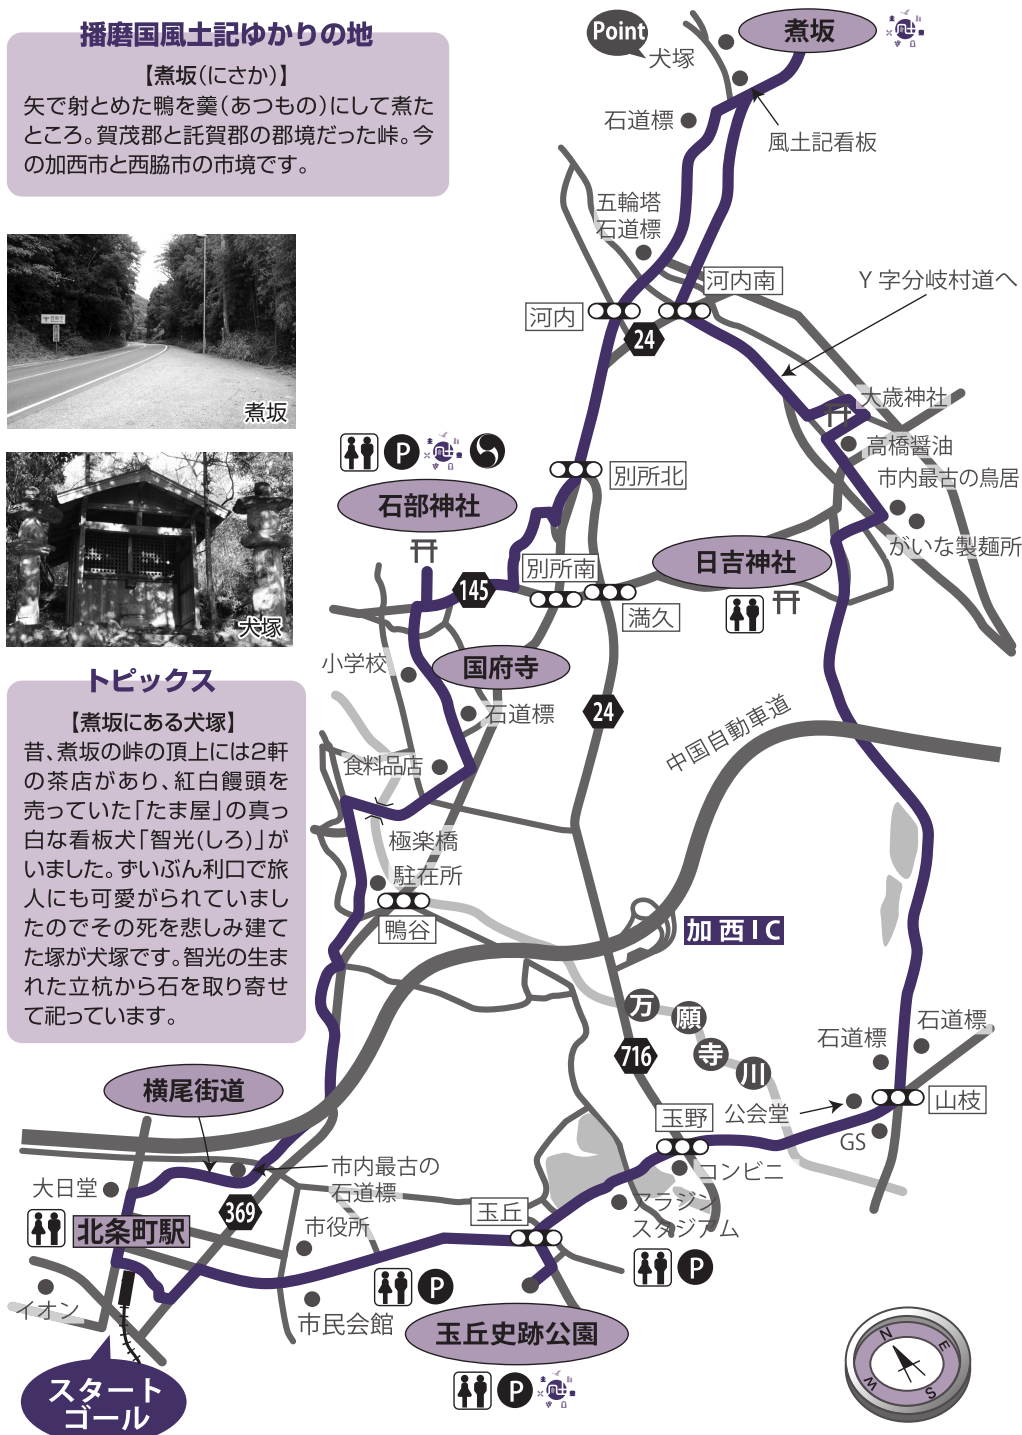 播磨国風土記ゆかりの地
【煮坂(にさか)】
矢で射とめた鴨を羹(あつもの)にして煮た
ところ。賀茂郡と託賀郡の郡境だった峠。今
の加西市と西脇市の市境です。
煮坂
犬塚
トピックス
【煮坂にある犬塚】
昔、煮坂の峠の頂上には2軒
の茶店があり、紅白饅頭を
売っていた「たま屋」の真っ
白な看板犬「智光(しろ)」が
いました。ずいぶん利口で旅
人にも可愛がられていまし
たのでその死を悲しみ建て
た塚が犬塚です。智光の生ま
れた立杭から石を取り寄せ
て祀っています。
Point
犬塚
煮坂
石道標
風土記看板
五輪塔
石道標
河内南
Y字分岐村道へ
河内
24
大歳神社
高橋醤油
市内最古の鳥居
がいな製麺所
P
別所北
石部神社
別所南
日吉神社
145
満久
小学校
国府寺
石道標
24
中国自動車道
食料品店
極楽橋
駐在所
鴨谷
加西IC
万
願
寺
川
716
石道標
石道標
横尾街道
玉野
公会堂
山枝
GS
市内最古の
石道標
コンビニ
大日堂
369
玉丘
アラジン
スタジアム
北条町駅
市役所
P
P
イオン
市民会館
玉丘史跡公園
P
スタート
ゴール
N
E
S
W